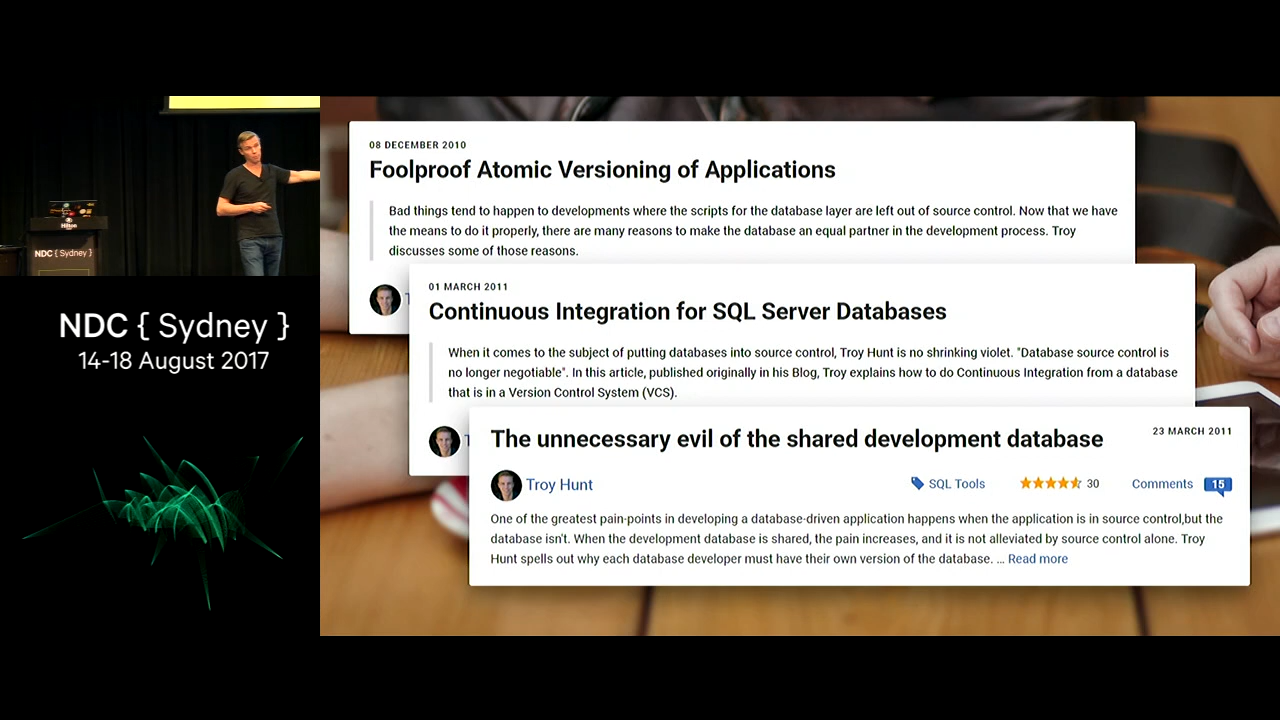 Hilton
NDC { Sydney }
NDC { Sydney }
14-18 August 2017
08 DECEMBER 2010
Foolproof Atomic Versioning of Applications
Bad things tend to happen to developments where the scripts for the database layer are left out of source control. Now that we have
the means to do it properly, there are many reasons to make the database an equal partner in the development process. Troy
discusses some of those reasons.
01 MARCH 2011
Continuous Integration for SQL Server Databases
When it comes to the subject of putting databases into source control, Troy Hunt is no shrinking violet. "Database source control is
no longer negotiable". In this article, published originally in his Blog, Troy explains how to do Continuous Integration from a database
that is in a Version Control System (VCS).
The unnecessary evil of the shared development database
23 MARCH 2011
Troy Hunt
SQL Tools
30
Comments
15
One of the greatest pain-points in developing a database-driven application happens when the application is in source control,but the
database isn't. When the development database is shared, the pain increases, and it is not alleviated by source control alone. Troy
Hunt spells out why each database developer must have their own version of the database. ... Read more